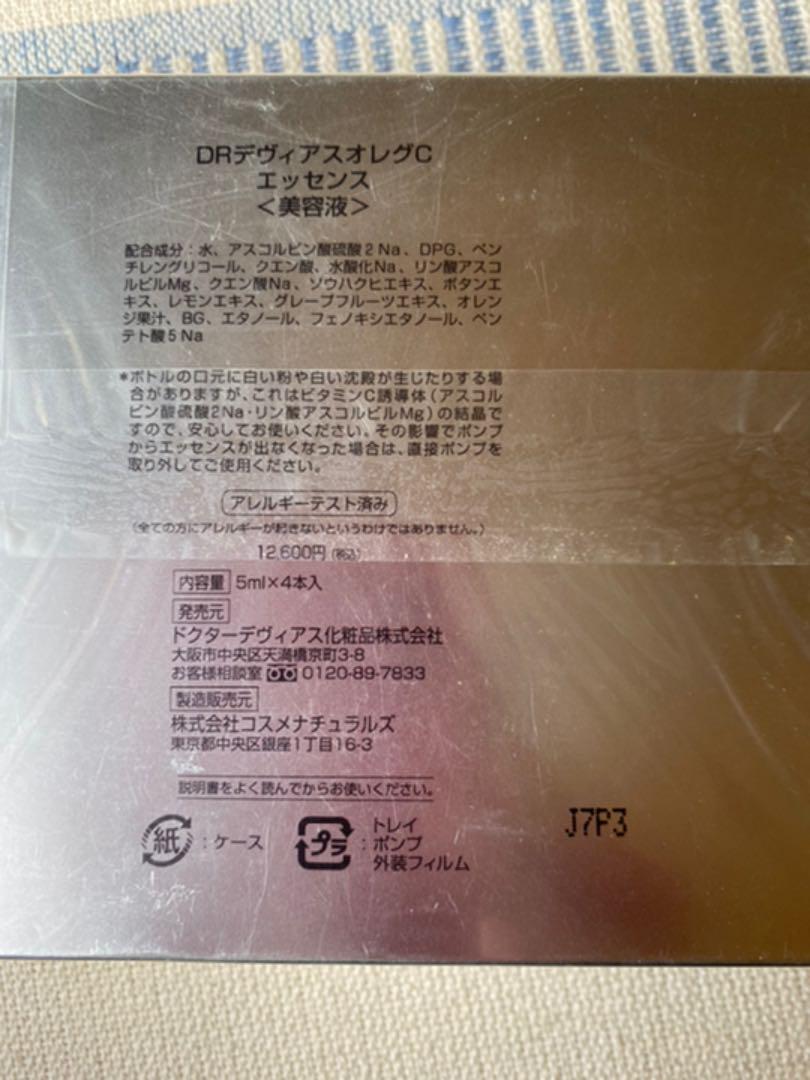 DRデヴィアスオレグC
エッセンス
＜美容液＞
配合成分：水、アスコルビン酸硫酸2Na、DPG、ペン
チレングリコール、クエン酸、水酸化Na、リン酸アスコ
ルビルMg、クエン酸Na、ソウハクヒエキス、ボタンエ
キス、レモンエキス、グレープフルーツエキス、オレン
ジ果汁、BG、エタノール、フェノキシエタノール、ペン
テト酸5Na
*ボトルの口元に白い粉や白い沈殿が生じたりする場
合がありますが、これはビタミンC誘導体（アスコル
ビン酸硫酸2Na・リン酸アスコルビルMg）の結晶で
すので、安心してお使いください。その影響でポンプ
からエッセンスが出なくなった場合は、直接ポンプを
取り外してご使用ください。
アレルギーテスト済み
（全ての方にアレルギーが起きないというわけではありません。）
12,600円（税込）
内容量 5ml×4本入
発売元
ドクターデヴィアス化粧品株式会社
大阪市中央区天満橋京町3-8
お客様相談室 0120-89-7833
製造販売元
株式会社コスメナチュラルズ
東京都中央区銀座1丁目16-3
説明書をよく読んでからお使いください。
紙：ケース
プラ：トレイ
ポンプ
外装フィルム
J7P3